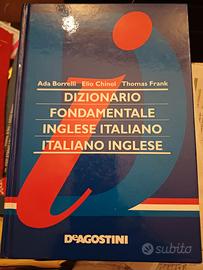 Ada Borrelli Elio Chinol Thomas Frank
DIZIONARIO
FONDAMENTALE
INGLESE ITALIANO
ITALIANO INGLESE
DEAGOSTINI
subito